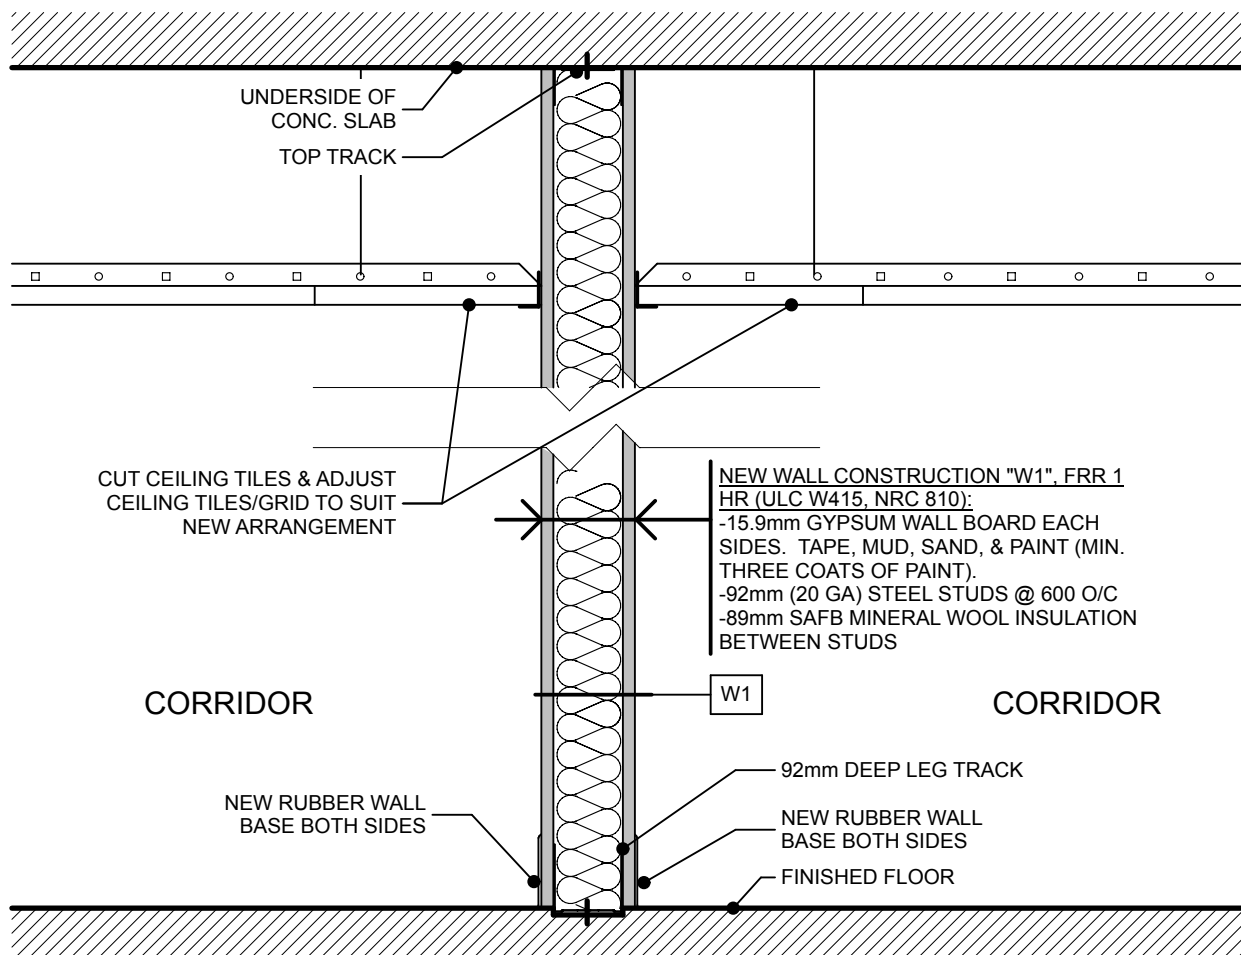 UNDERSIDE OF
CONC. SLAB
TOP TRACK
CUT CEILING TILES & ADJUST
CEILING TILES/GRID TO SUIT
NEW ARRANGEMENT
NEW WALL CONSTRUCTION "W1", FRR 1
HR (ULC W415, NRC 810):
-15.9mm GYPSUM WALL BOARD EACH
SIDES. TAPE, MUD, SAND, & PAINT (MIN.
THREE COATS OF PAINT).
-92mm (20 GA) STEEL STUDS @ 600 O/C
-89mm SAFB MINERAL WOOL INSULATION
BETWEEN STUDS
CORRIDOR
W1
CORRIDOR
92mm DEEP LEG TRACK
NEW RUBBER WALL
BASE BOTH SIDES
NEW RUBBER WALL
BASE BOTH SIDES
FINISHED FLOOR